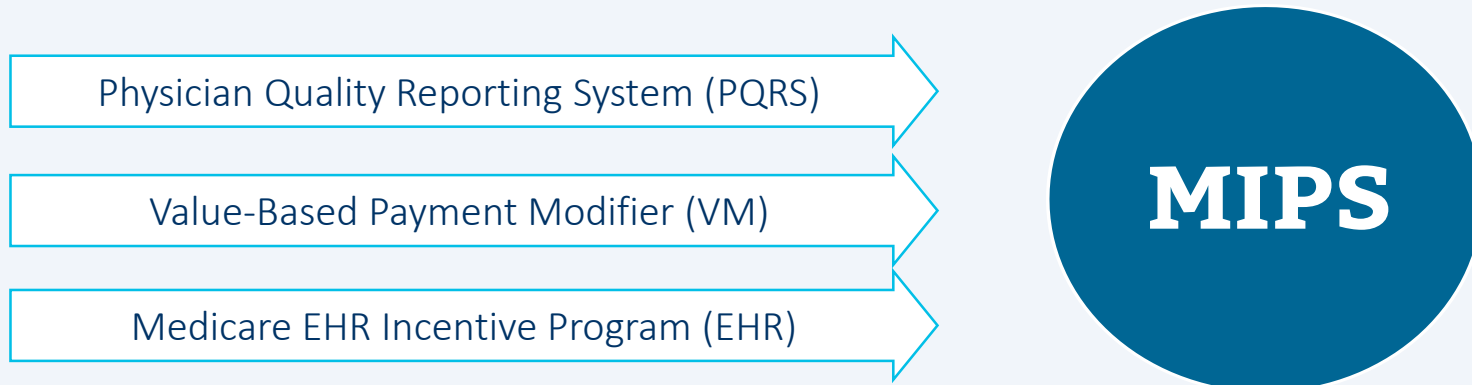 Physician Quality Reporting System (PQRS)
Value-Based Payment Modifier (VM)
Medicare EHR Incentive Program (EHR)
MIPS